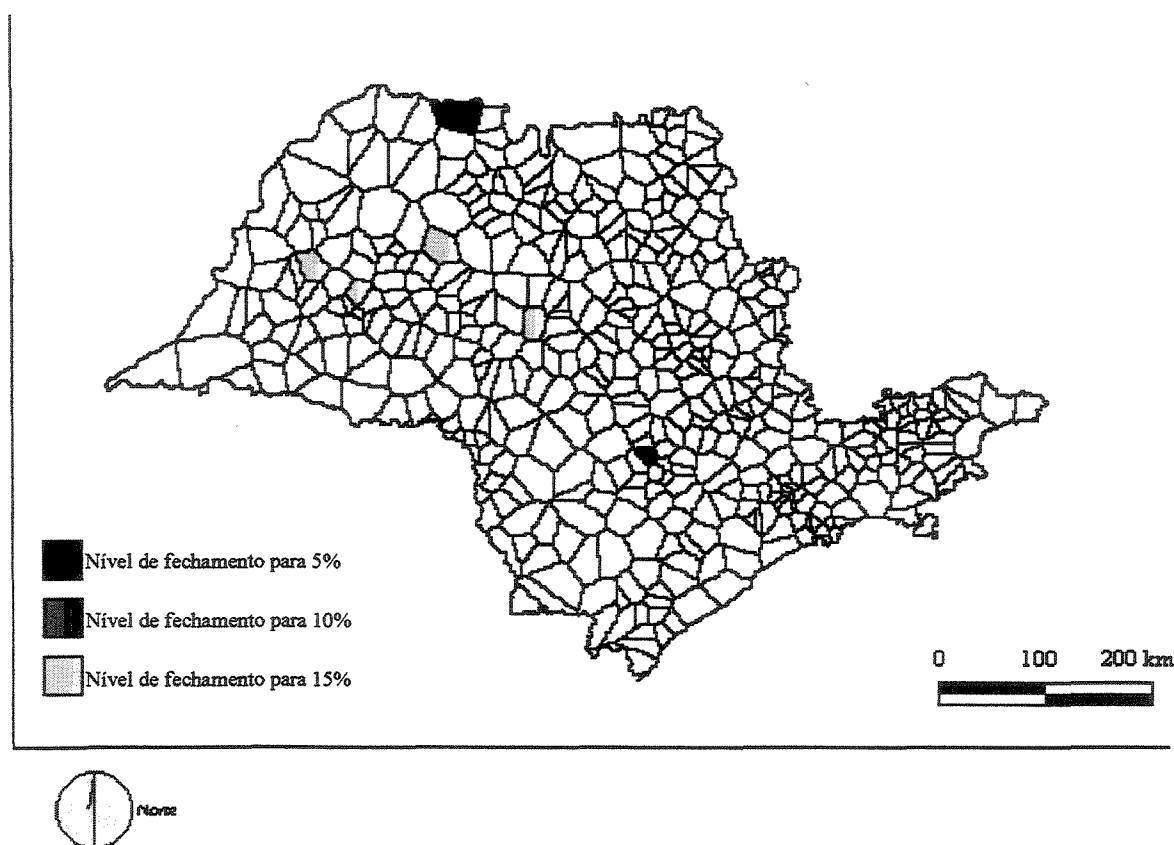 Nível de fechamento para 5%
Nível de fechamento para 10%
Nível de fechamento para 15%
0 100 200 km
Norte